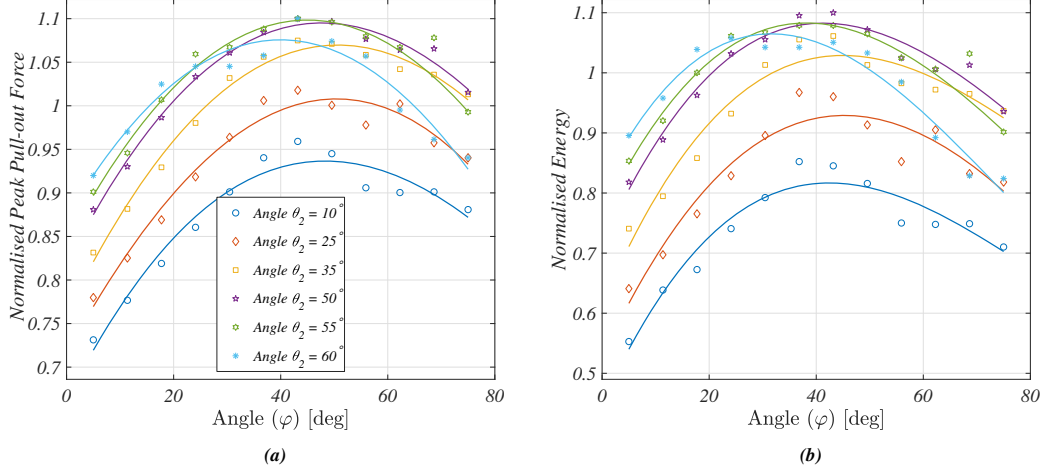 1.1
1.05
1
0.95
0.9
0.85
0.8
0.75
0.7
Normalised Peak Pull-out Force
Angle θ2 = 10°
Angle θ2 = 25°
Angle θ2 = 35°
Angle θ2 = 50°
Angle θ2 = 55°
Angle θ2 = 60°
0 20 40 60 80
Angle (φ) [deg]
(a)
1.1
1
0.9
0.8
0.7
0.6
0.5
Normalised Energy
0 20 40 60 80
Angle (φ) [deg]
(b)